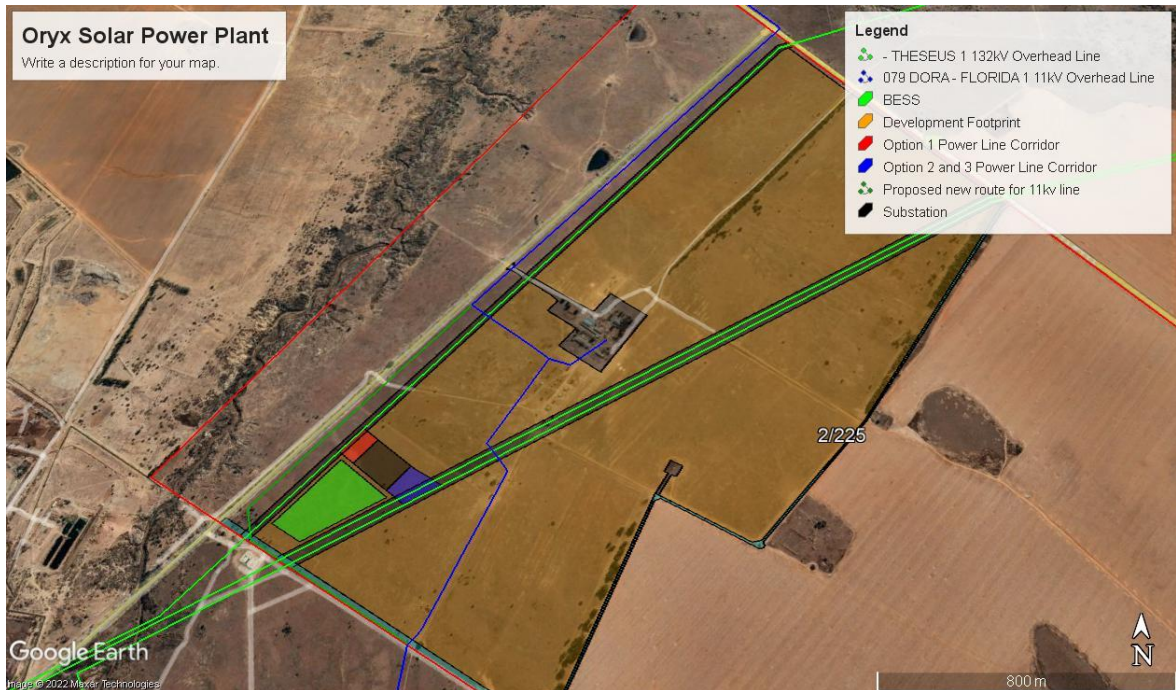 Oryx Solar Power Plant
Write a description for your map.
Legend
- THESEUS 1 132kV Overhead Line
079 DORA - FLORIDA 1 11kV Overhead Line
BESS
Development Footprint
Option 1 Power Line Corridor
Option 2 and 3 Power Line Corridor
Proposed new route for 11kv line
Substation
2/225
Google Earth
Image © 2022 Maxar Technologies
N
800 m